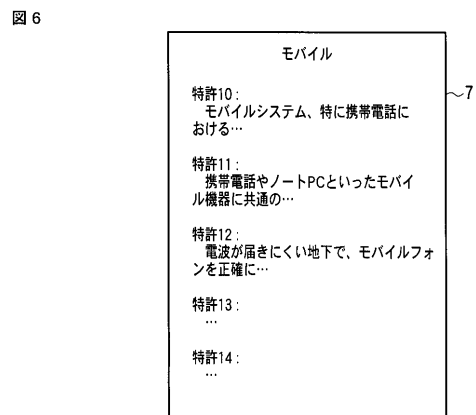 図6
モバイル
7
特許10：
モバイルシステム、特に携帯電話に
おける…
特許11：
携帯電話やノートPCといったモバイ
ル機器に共通の…
特許12：
電波が届きにくい地下で、モバイルフォ
ンを正確に…
特許13：
…
特許14：
…